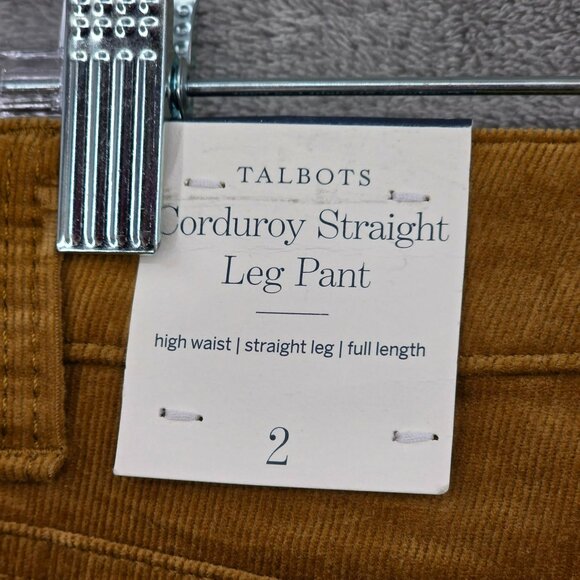 TALBOTS
Corduroy Straight
Leg Pant
high waist | straight leg | full length
2